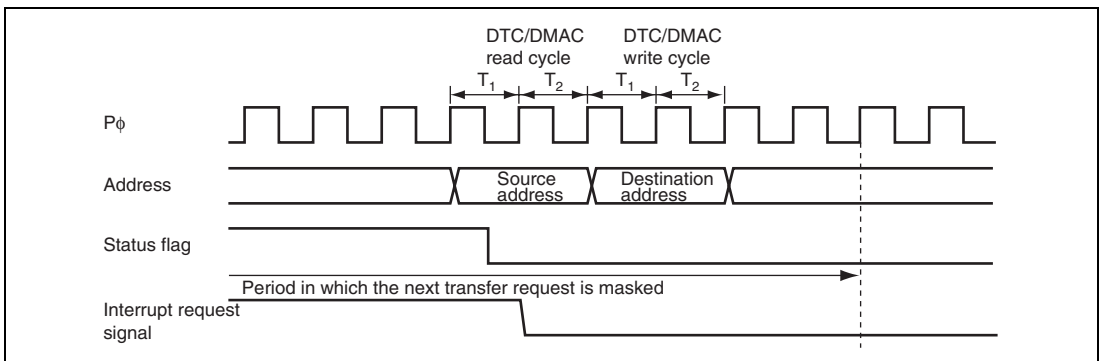 DTC/DMAC
read cycle
DTC/DMAC
write cycle
T1 T2 T1 T2
Pϕ
Address
Source
address
Destination
address
Status flag
Period in which the next transfer request is masked
Interrupt request
signal